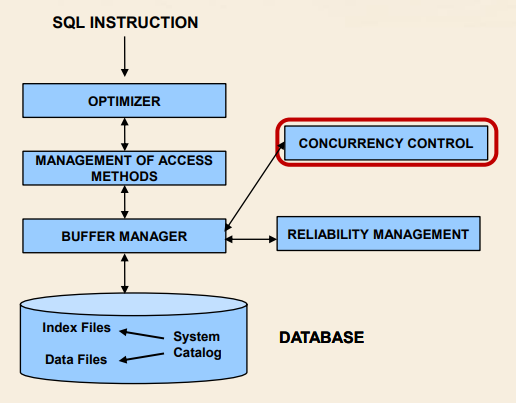 SQL INSTRUCTION
OPTIMIZER
MANAGEMENT OF ACCESS
METHODS
CONCURRENCY CONTROL
BUFFER MANAGER
RELIABILITY MANAGEMENT
Index Files
System
Catalog
Data Files
DATABASE